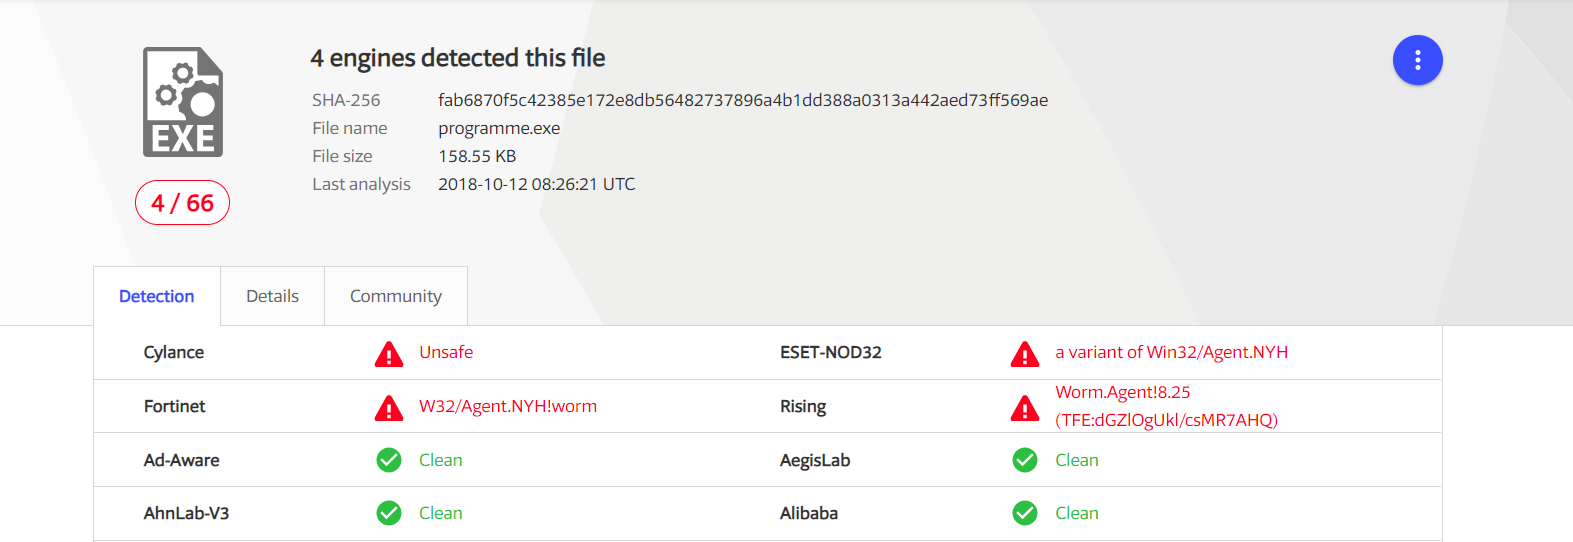 4 engines detected this file
SHA-256 fab6870f5c42385e172e8db56482737896a4b1dd388a0313a442aed73ff569ae
File name programme.exe
File size 158.55 KB
Last analysis 2018-10-12 08:26:21 UTC
EXE
4 / 66
Detection Details Community
Cylance Unsafe ESET-NOD32 a variant of Win32/Agent.NYH
Fortinet W32/Agent.NYH!worm Rising Worm.Agent!8.25
(TFE:dGZlOgUkl/csMR7AHQ)
Ad-Aware Clean AegisLab Clean
AhnLab-V3 Clean Alibaba Clean